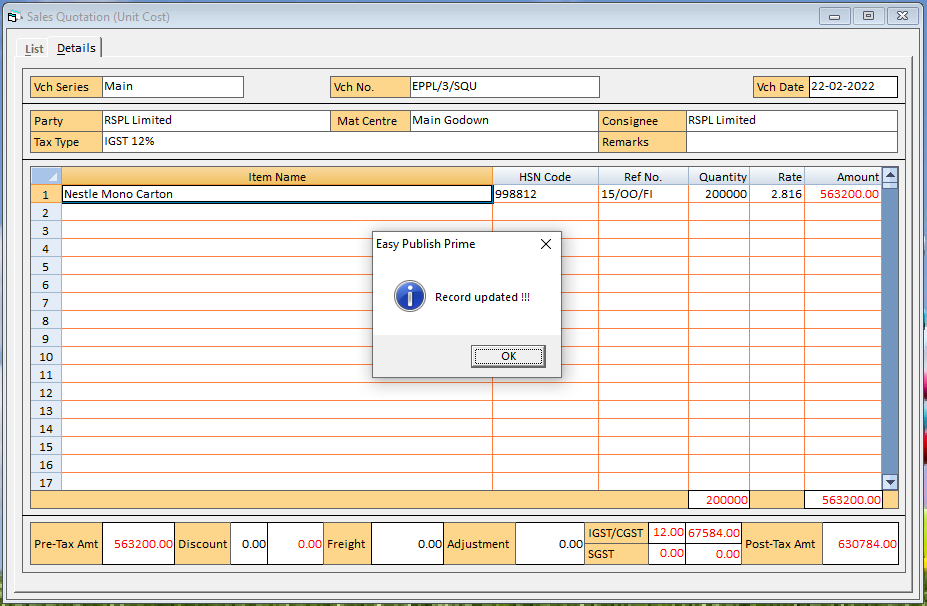 Sales Quotation (Unit Cost)
List Details
Vch Series Main Vch No. EPPL/3/SQU Vch Date 22-02-2022
Party RSPL Limited Mat Centre Main Godown Consignee RSPL Limited
Tax Type IGST 12% Remarks
Item Name HSN Code Ref No. Quantity Rate Amount
1 Nestle Mono Carton 998812 15/OO/FI 200000 2.816 563200.00
2
3
4
5
6
7
8
9
10
11
12
13
14
15
16
17
Easy Publish Prime
Record updated !!!
OK
200000 563200.00
Pre-Tax Amt 563200.00 Discount 0.00 0.00 Freight 0.00 Adjustment 0.00 IGST/CGST 12.00 67584.00 Post-Tax Amt 630784.00
SGST 0.00 0.00